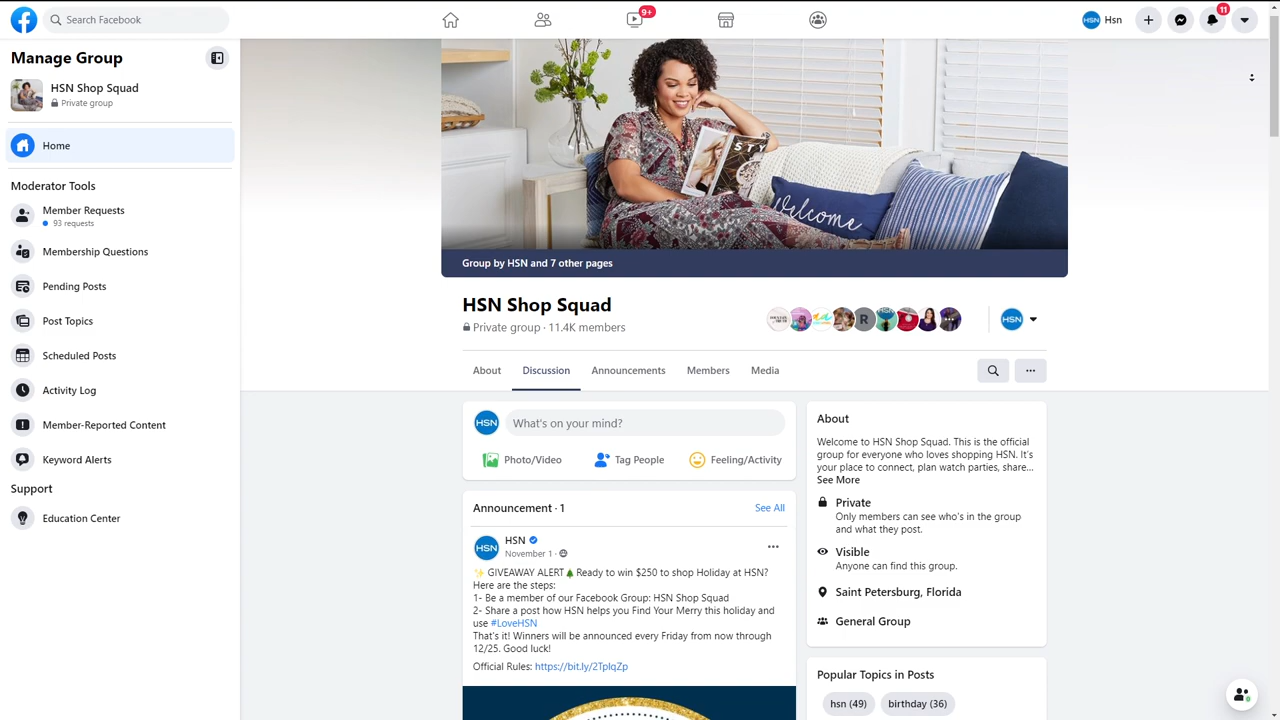 Search Facebook
9+
HSN
Hsn
11
Manage Group
HSN Shop Squad
Private group
Home
Moderator Tools
Member Requests
93 requests
Membership Questions
Pending Posts
Post Topics
Scheduled Posts
Activity Log
Member-Reported Content
Keyword Alerts
Support
Education Center
STY
Welcome
Group by HSN and 7 other pages
HSN Shop Squad
Private group · 11.4K members
R
HSN
About
Discussion
Announcements
Members
Media
HSN
What's on your mind?
Photo/Video
Tag People
Feeling/Activity
Announcement · 1
See All
HSN
HSN
November 1 ·
✨ GIVEAWAY ALERT🎄Ready to win $250 to shop Holiday at HSN?
Here are the steps:
1- Be a member of our Facebook Group: HSN Shop Squad
2- Share a post how HSN helps you Find Your Merry this holiday and
use #LoveHSN
That's it! Winners will be announced every Friday from now through
12/25. Good luck!
Official Rules: https://bit.ly/2TplqZp
About
Welcome to HSN Shop Squad. This is the official
group for everyone who loves shopping HSN. It's
your place to connect, plan watch parties, share...
See More
Private
Only members can see who's in the group
and what they post.
Visible
Anyone can find this group.
Saint Petersburg, Florida
General Group
Popular Topics in Posts
hsn (49)
birthday (36)